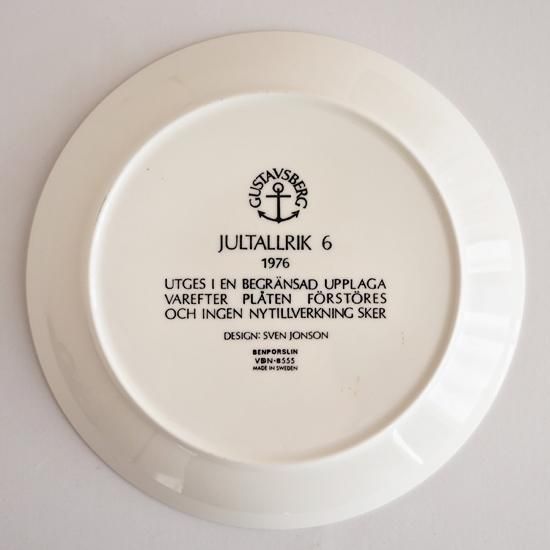 GUSTAVSBERG
JULTALLRIK 6
1976
UTGES I EN BEGRÄNSAD UPPLAGA
VAREFTER PLÅTEN FÖRSTÖRES
OCH INGEN NYTILLVERKNING SKER
DESIGN: SVEN JONSON
BENPORSLIN
VDN-8555
MADE IN SWEDEN